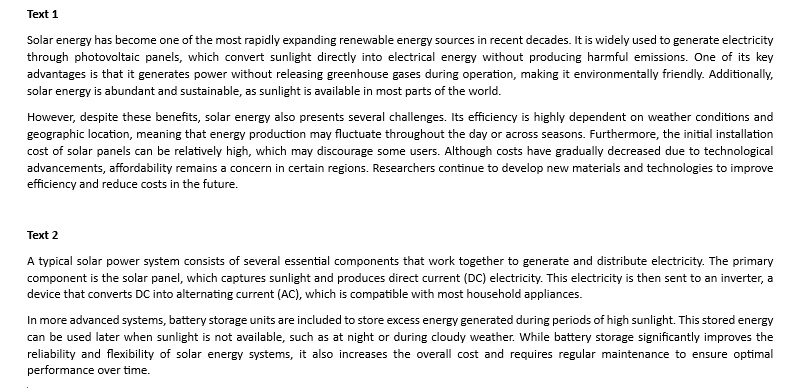 Text 1
Solar energy has become one of the most rapidly expanding renewable energy sources in recent decades. It is widely used to generate electricity
through photovoltaic panels, which convert sunlight directly into electrical energy without producing harmful emissions. One of its key
advantages is that it generates power without releasing greenhouse gases during operation, making it environmentally friendly. Additionally,
solar energy is abundant and sustainable, as sunlight is available in most parts of the world.
However, despite these benefits, solar energy also presents several challenges. Its efficiency is highly dependent on weather conditions and
geographic location, meaning that energy production may fluctuate throughout the day or across seasons. Furthermore, the initial installation
cost of solar panels can be relatively high, which may discourage some users. Although costs have gradually decreased due to technological
advancements, affordability remains a concern in certain regions. Researchers continue to develop new materials and technologies to improve
efficiency and reduce costs in the future.
Text 2
A typical solar power system consists of several essential components that work together to generate and distribute electricity. The primary
component is the solar panel, which captures sunlight and produces direct current (DC) electricity. This electricity is then sent to an inverter, a
device that converts DC into alternating current (AC), which is compatible with most household appliances.
In more advanced systems, battery storage units are included to store excess energy generated during periods of high sunlight. This stored energy
can be used later when sunlight is not available, such as at night or during cloudy weather. While battery storage significantly improves the
reliability and flexibility of solar energy systems, it also increases the overall cost and requires regular maintenance to ensure optimal
performance over time.